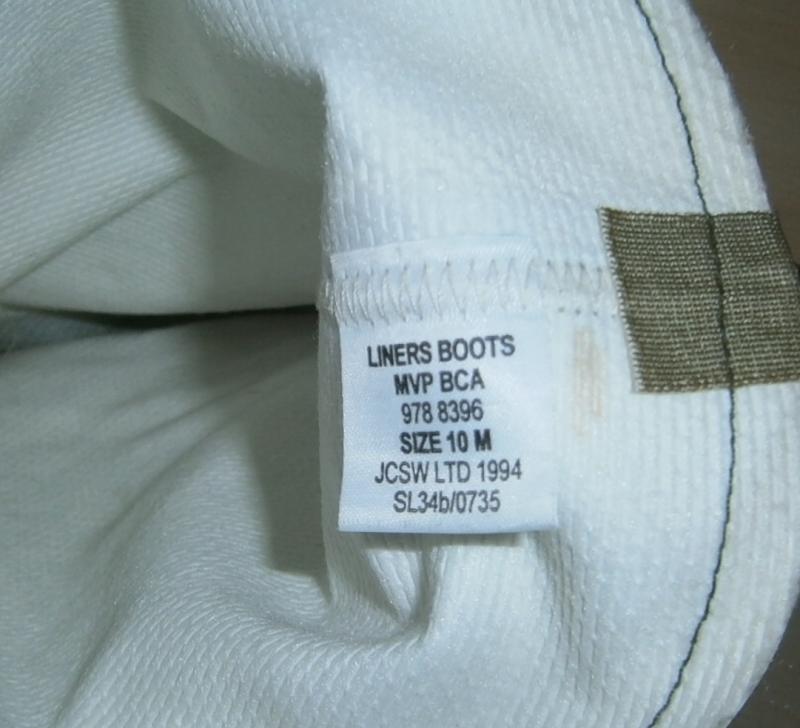 LINERS BOOTS
MVP BCA
978 8396
SIZE 10 M
JCSW LTD 1994
SL34b/0735